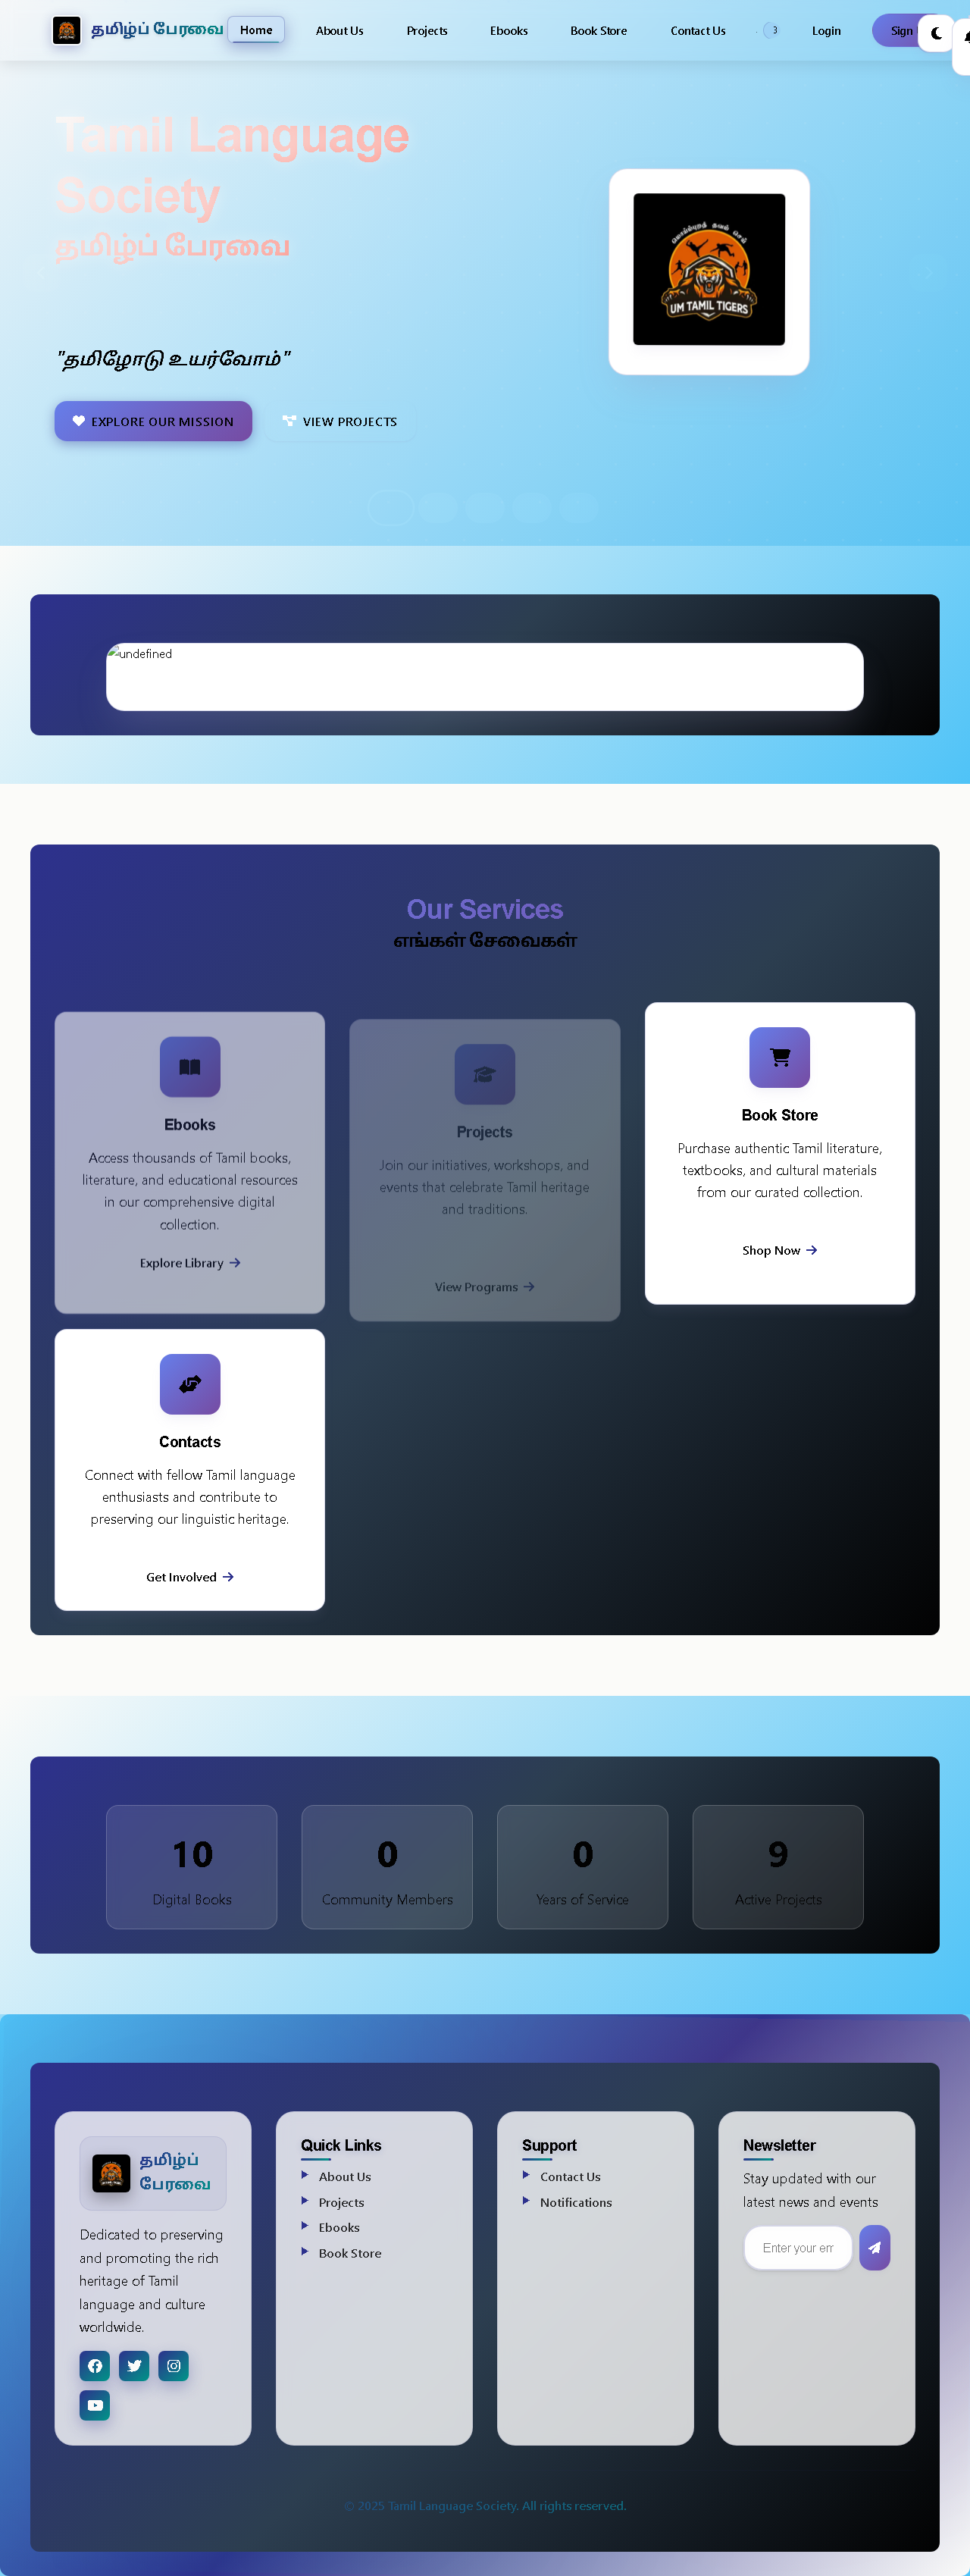 தமிழ்ப் பேரவை
Home
About Us
Projects
Ebooks
Book Store
Contact Us
3
Login
Sign
Tamil Language
Society
தமிழ்ப் பேரவை
"தமிழோடு உயர்வோம்"
EXPLORE OUR MISSION
VIEW PROJECTS
UM TAMIL TIGERS
undefined
Our Services
எங்கள் சேவைகள்
Ebooks
Access thousands of Tamil books,
literature, and educational resources
in our comprehensive digital
collection.
Explore Library
Projects
Join our initiatives, workshops, and
events that celebrate Tamil heritage
and traditions.
View Programs
Book Store
Purchase authentic Tamil literature,
textbooks, and cultural materials
from our curated collection.
Shop Now
Contacts
Connect with fellow Tamil language
enthusiasts and contribute to
preserving our linguistic heritage.
Get Involved
10
Digital Books
0
Community Members
0
Years of Service
9
Active Projects
தமிழ்ப்
பேரவை
Dedicated to preserving
and promoting the rich
heritage of Tamil
language and culture
worldwide.
Quick Links
About Us
Projects
Ebooks
Book Store
Support
Contact Us
Notifications
Newsletter
Stay updated with our
latest news and events
Enter your em
© 2025 Tamil Language Society. All rights reserved.